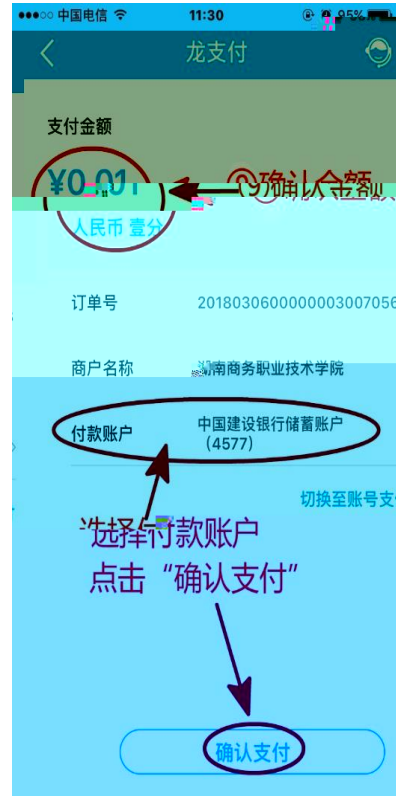 中国电信 11:30 95%
龙支付
支付金额
¥0.01
(9)确认金额
人民币 壹分
订单号 2018030600000003007056
商户名称 湖南商务职业技术学院
付款账户 中国建设银行储蓄账户
(4577)
切换至账号支
选择付款账户
点击“确认支付”
确认支付